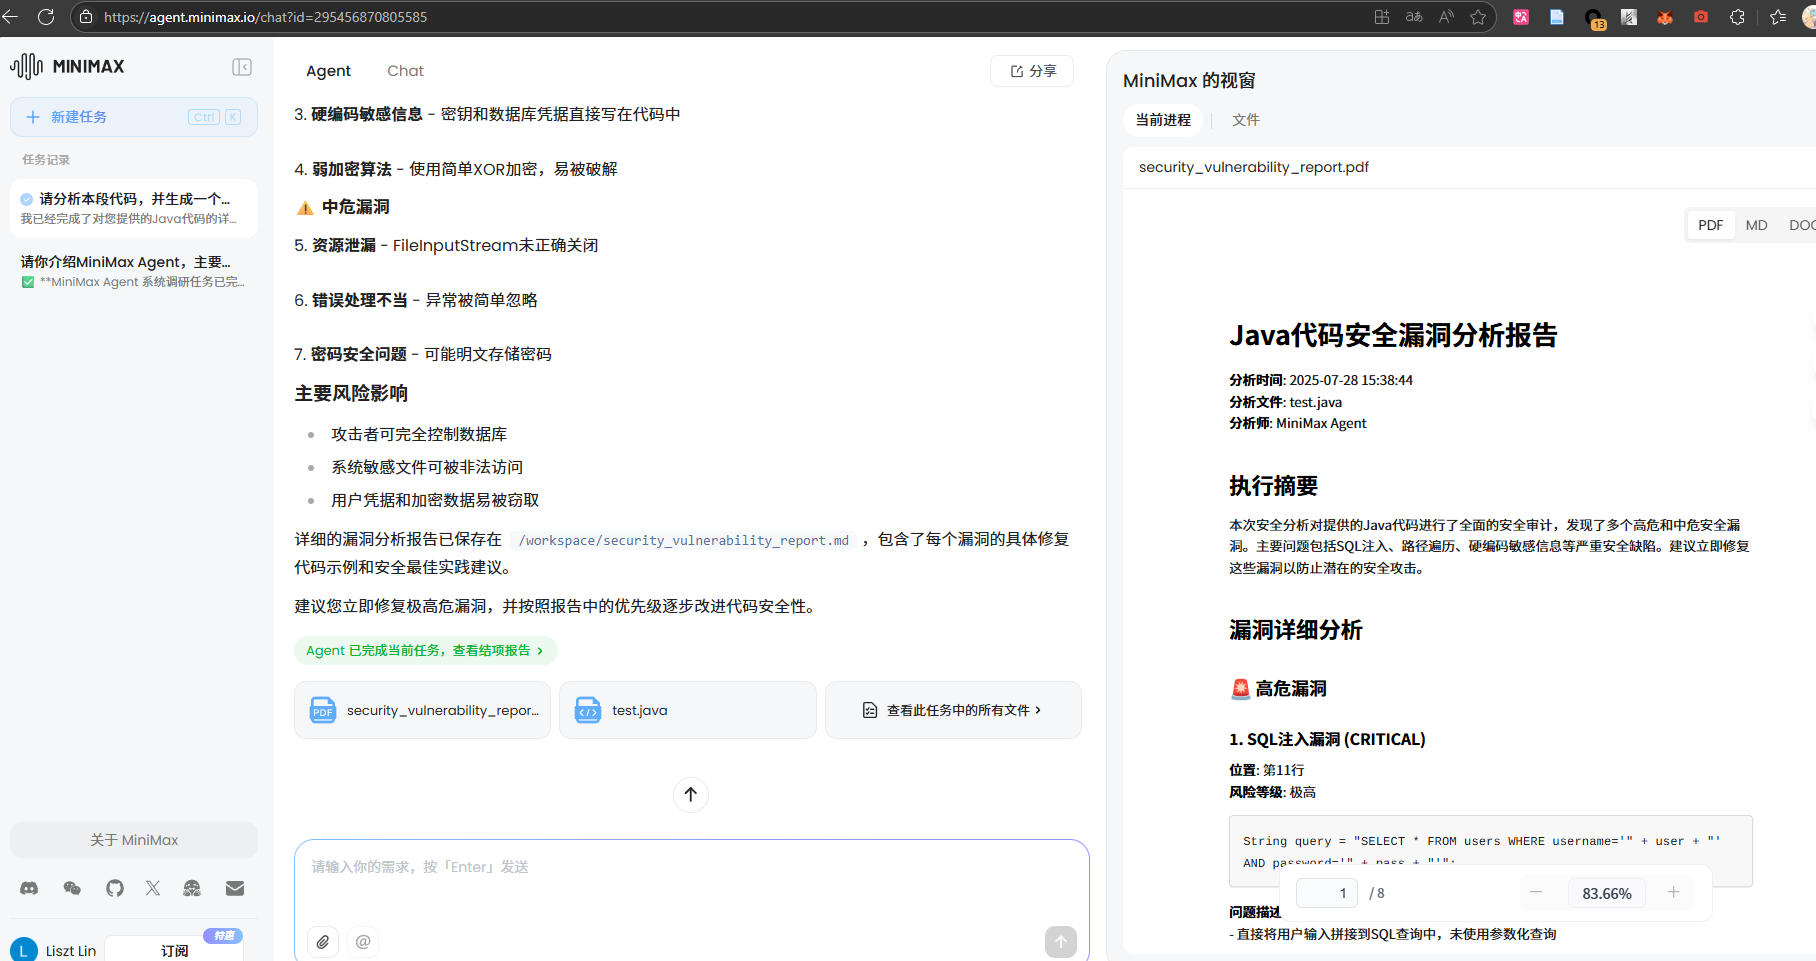 https://agent.minimax.io/chat?id=295456870805585
13
MINIMAX
新建任务
Ctrl K
任务记录
请分析本段代码，并生成一个...
我已经完成了对您提供的Java代码的详...
请你介绍MiniMax Agent，主要...
**MiniMax Agent 系统调研任务已完...
关于 MiniMax
L
Liszt Lin
订阅
特惠
Agent
Chat
分享
3. 硬编码敏感信息 - 密钥和数据库凭据直接写在代码中
4. 弱加密算法 - 使用简单XOR加密，易被破解
中危漏洞
5. 资源泄漏 - FileInputStream未正确关闭
6. 错误处理不当 - 异常被简单忽略
7. 密码安全问题 - 可能明文存储密码
主要风险影响
攻击者可完全控制数据库
系统敏感文件可被非法访问
用户凭据和加密数据易被窃取
详细的漏洞分析报告已保存在 /workspace/security_vulnerability_report.md ，包含了每个漏洞的具体修复
代码示例和安全最佳实践建议。
建议您立即修复极高危漏洞，并按照报告中的优先级逐步改进代码安全性。
Agent 已完成当前任务，查看结项报告 ›
PDF
security_vulnerability_repor...
test.java
查看此任务中的所有文件 ›
请输入你的需求，按「Enter」发送
@
MiniMax 的视窗
当前进程
文件
security_vulnerability_report.pdf
PDF MD DOC
Java代码安全漏洞分析报告
分析时间: 2025-07-28 15:38:44
分析文件: test.java
分析师: MiniMax Agent
执行摘要
本次安全分析对提供的Java代码进行了全面的安全审计，发现了多个高危和中危安全漏
洞。主要问题包括SQL注入、路径遍历、硬编码敏感信息等严重安全缺陷。建议立即修复
这些漏洞以防止潜在的安全攻击。
漏洞详细分析
高危漏洞
1. SQL注入漏洞 (CRITICAL)
位置: 第11行
风险等级: 极高
String query = "SELECT * FROM users WHERE username='" + user + "'
AND password='" + pass + "'";
1 / 8
83.66%
问题描述
- 直接将用户输入拼接到SQL查询中，未使用参数化查询